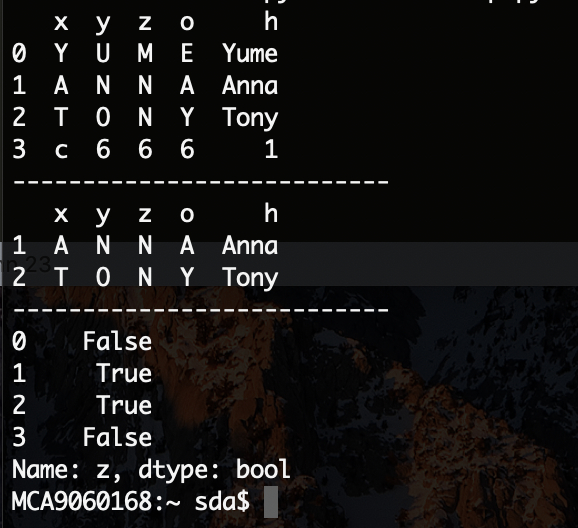 x y z o h
0 Y U M E Yume
1 A N N A Anna
2 T O N Y Tony
3 c 6 6 6 1
---------------------------
x y z o h
1 A N N A Anna
2 T O N Y Tony
---------------------------
0 False
1 True
2 True
3 False
Name: z, dtype: bool
MCA9060168:~ sda$